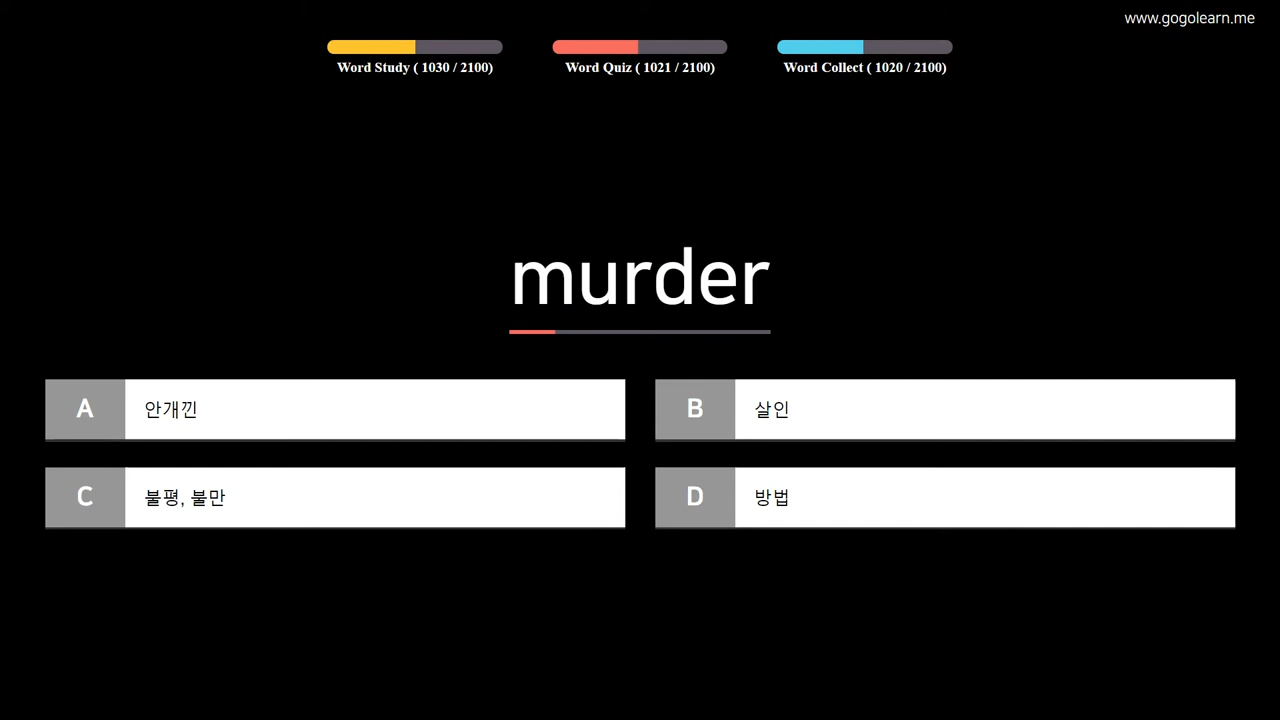 www.gogolearn.me
Word Study ( 1030 / 2100)
Word Quiz ( 1021 / 2100)
Word Collect ( 1020 / 2100)
murder
A 안개낀
B 살인
C 불평, 불만
D 방법